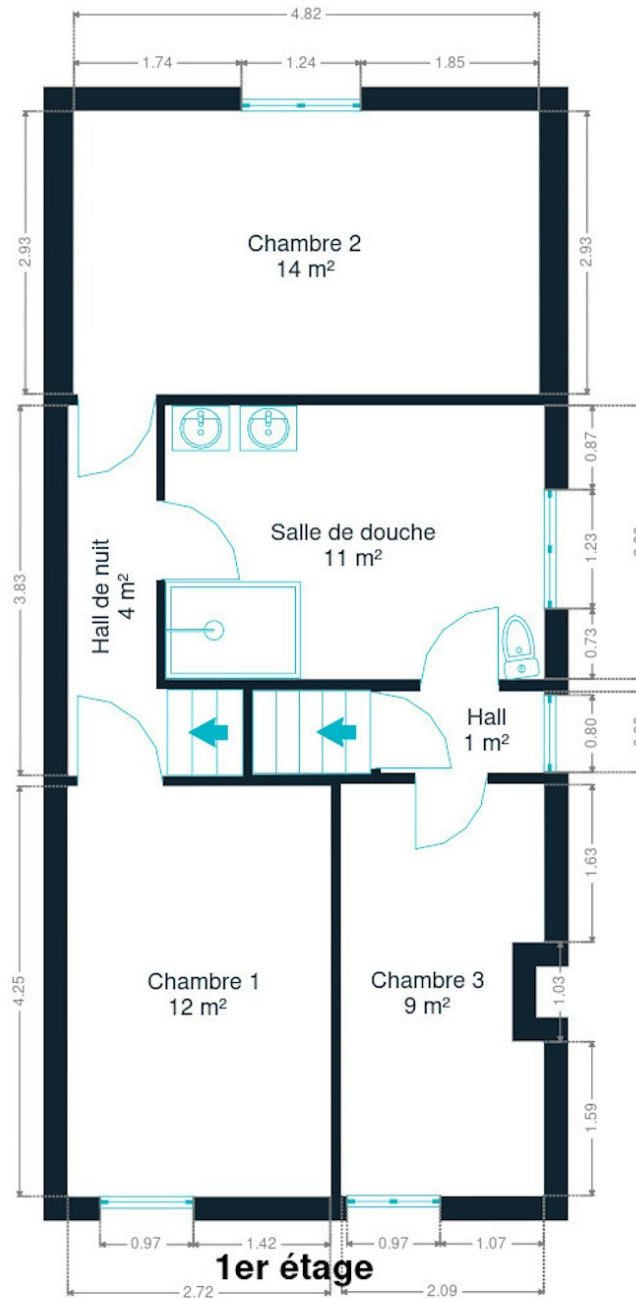 4.82
1.74
1.24
1.85
2.93
2.93
Chambre 2
14 m²
3.83
0.87
1.23
0.73
Salle de douche
11 m²
Hall de nuit
4 m²
Hall
1 m²
0.80
4.25
1.63
1.03
1.59
Chambre 1
12 m²
Chambre 3
9 m²
0.97
1.42
0.97
1.07
1er étage
2.72
2.09